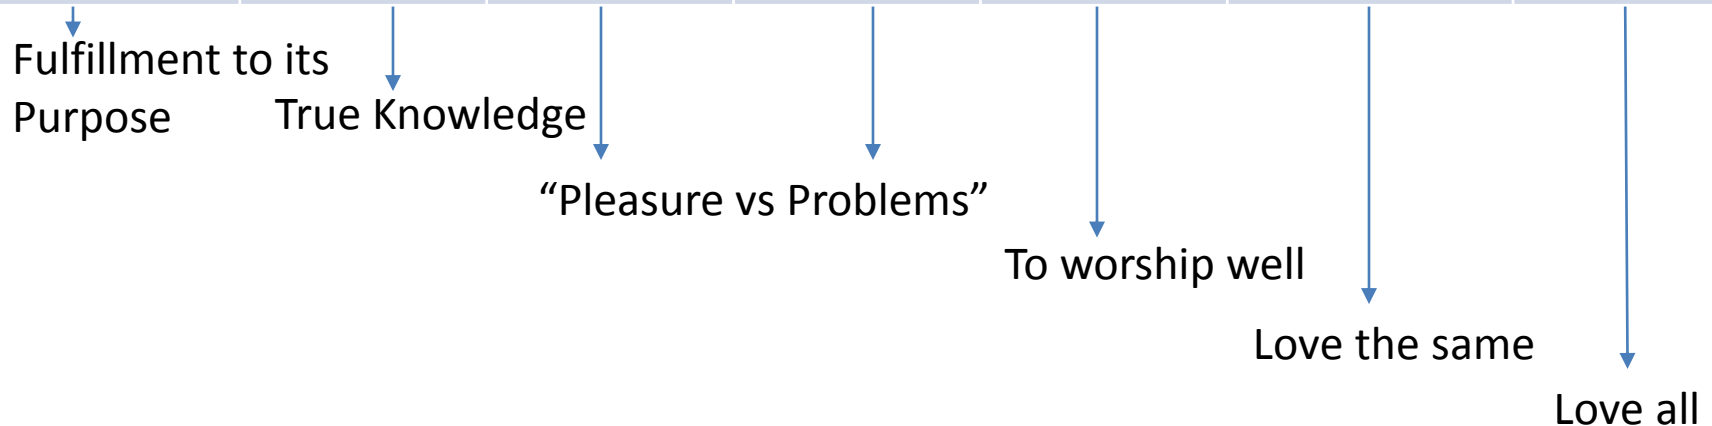 Fulfillment to its
Purpose
True Knowledge
“Pleasure vs Problems”
To worship well
Love the same
Love all